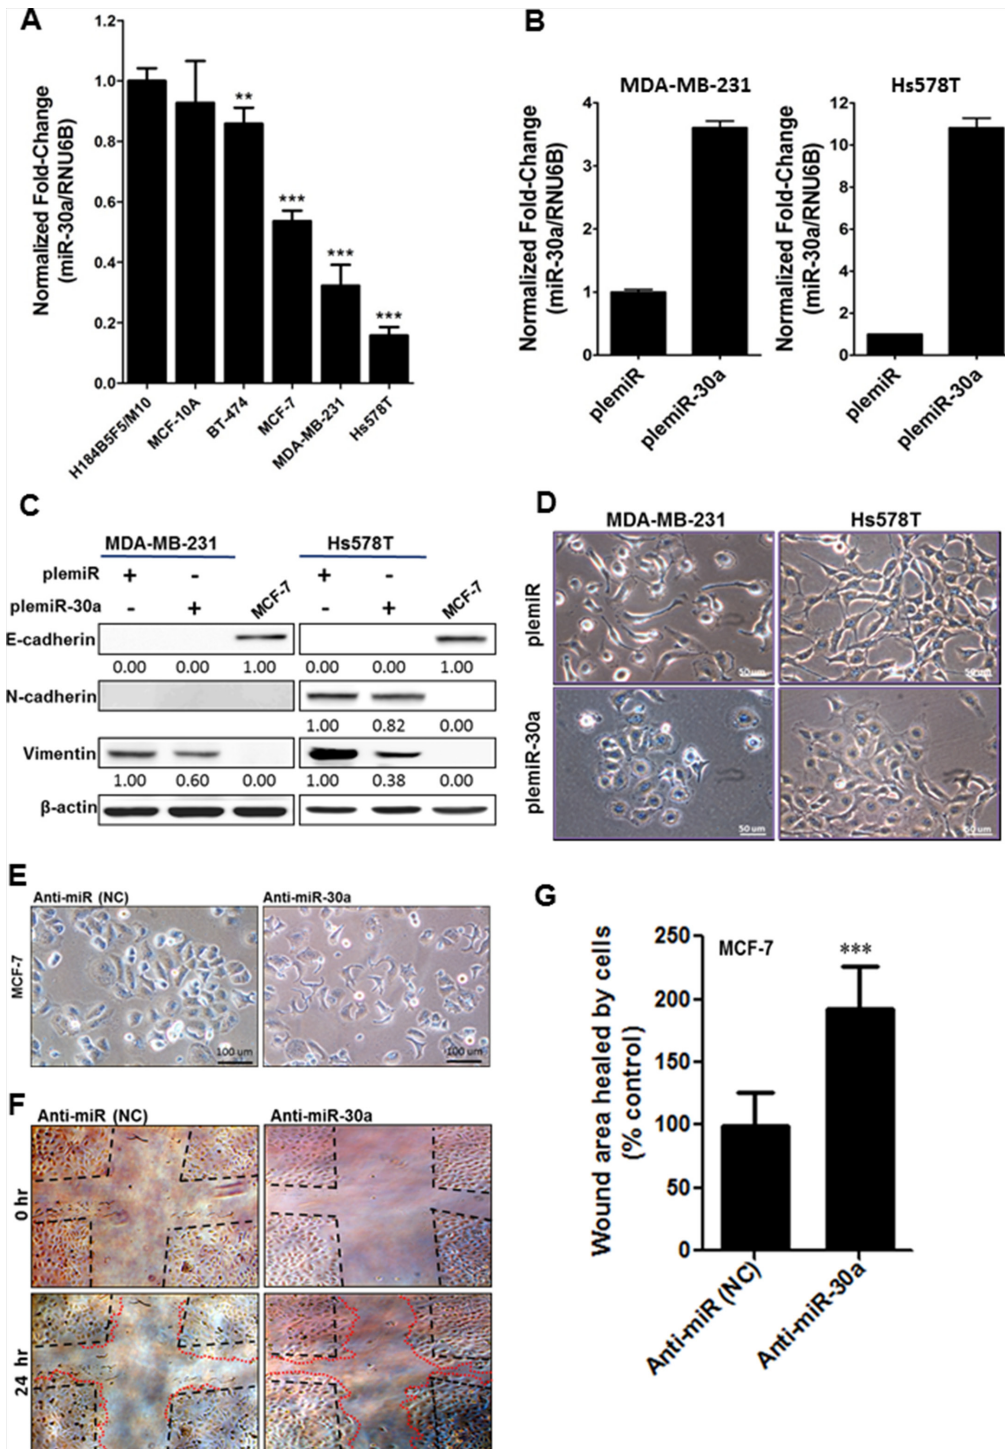 A
1.2
1.0
0.8
0.6
0.4
0.2
0.0
Normalized Fold-Change
(miR-30a/RNU6B)
**
***
***
***
H184B5F5/M10
MCF-10A
BT-474
MCF-7
MDA-MB-231
Hs578T
B
MDA-MB-231
Normalized Fold-Change
(miR-30a/RNU6B)
4
3
2
1
0
plemiR
plemiR-30a
Hs578T
Normalized Fold-Change
(miR-30a/RNU6B)
12
10
8
6
4
2
0
plemiR
plemiR-30a
C
MDA-MB-231 Hs578T
plemiR + - + -
plemiR-30a - + MCF-7 - + MCF-7
E-cadherin
0.00 0.00 1.00 0.00 0.00 1.00
N-cadherin
1.00 0.82 0.00
Vimentin
1.00 0.60 0.00 1.00 0.38 0.00
β-actin
D
MDA-MB-231 Hs578T
plemiR
50 um 50 um
plemiR-30a
50 um 50 um
E
Anti-miR (NC) Anti-miR-30a
MCF-7
100 um 100 um
F
Anti-miR (NC) Anti-miR-30a
0 hr
24 hr
G
MCF-7
***
Wound area healed by cells
(% control)
250
200
150
100
50
0
Anti-miR (NC)
Anti-miR-30a